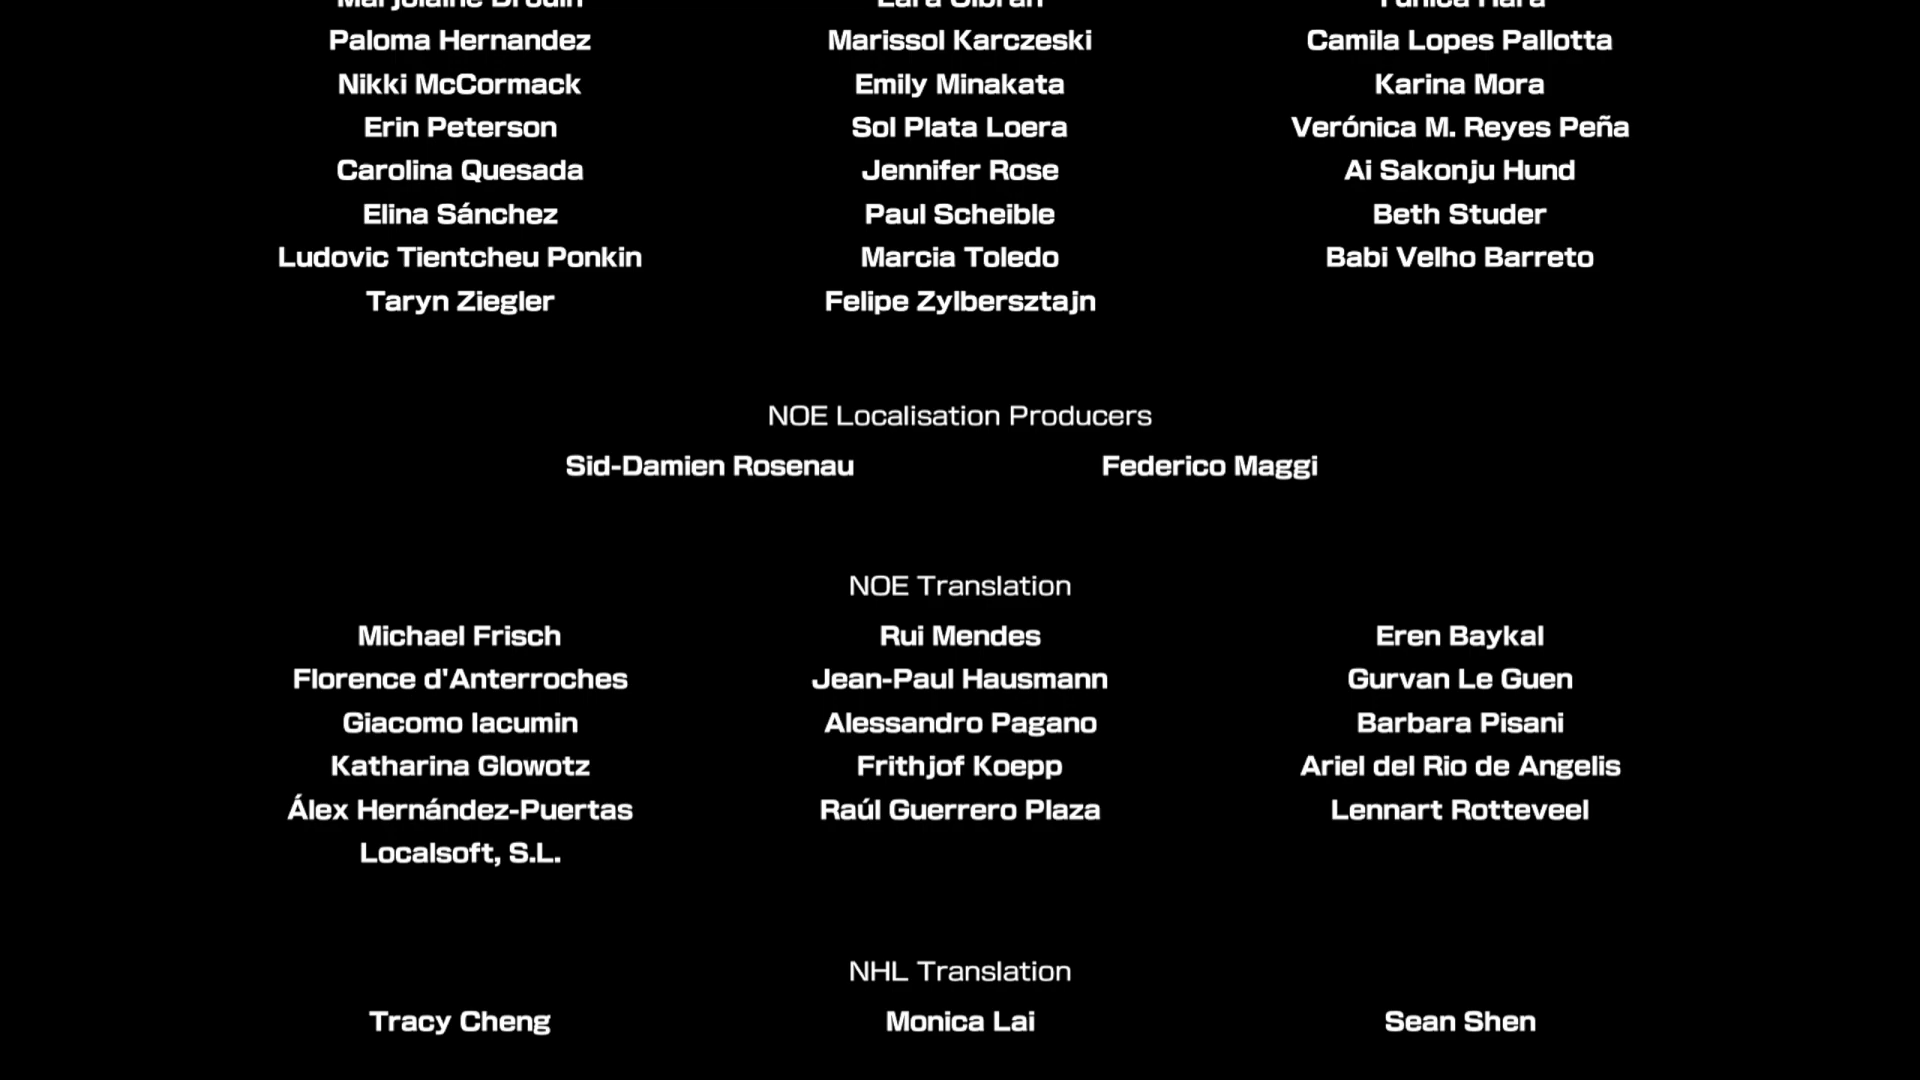 Paloma Hernandez Marissol Karczeski Camila Lopes Pallotta
Nikki McCormack Emily Minakata Karina Mora
Erin Peterson Sol Plata Loera Verónica M. Reyes Peña
Carolina Quesada Jennifer Rose Ai Sakonju Hund
Elina Sánchez Paul Scheible Beth Studer
Ludovic Tientcheu Ponkin Marcia Toledo Babi Velho Barreto
Taryn Ziegler Felipe Zylbersztajn
NOE Localisation Producers
Sid-Damien Rosenau Federico Maggi
NOE Translation
Michael Frisch Rui Mendes Eren Baykal
Florence d'Anterroches Jean-Paul Hausmann Gurvan Le Guen
Giacomo Iacumin Alessandro Pagano Barbara Pisani
Katharina Glowotz Frithjof Koepp Ariel del Rio de Angelis
Álex Hernández-Puertas Raúl Guerrero Plaza Lennart Rotteveel
Localsoft, S.L.
NHL Translation
Tracy Cheng Monica Lai Sean Shen